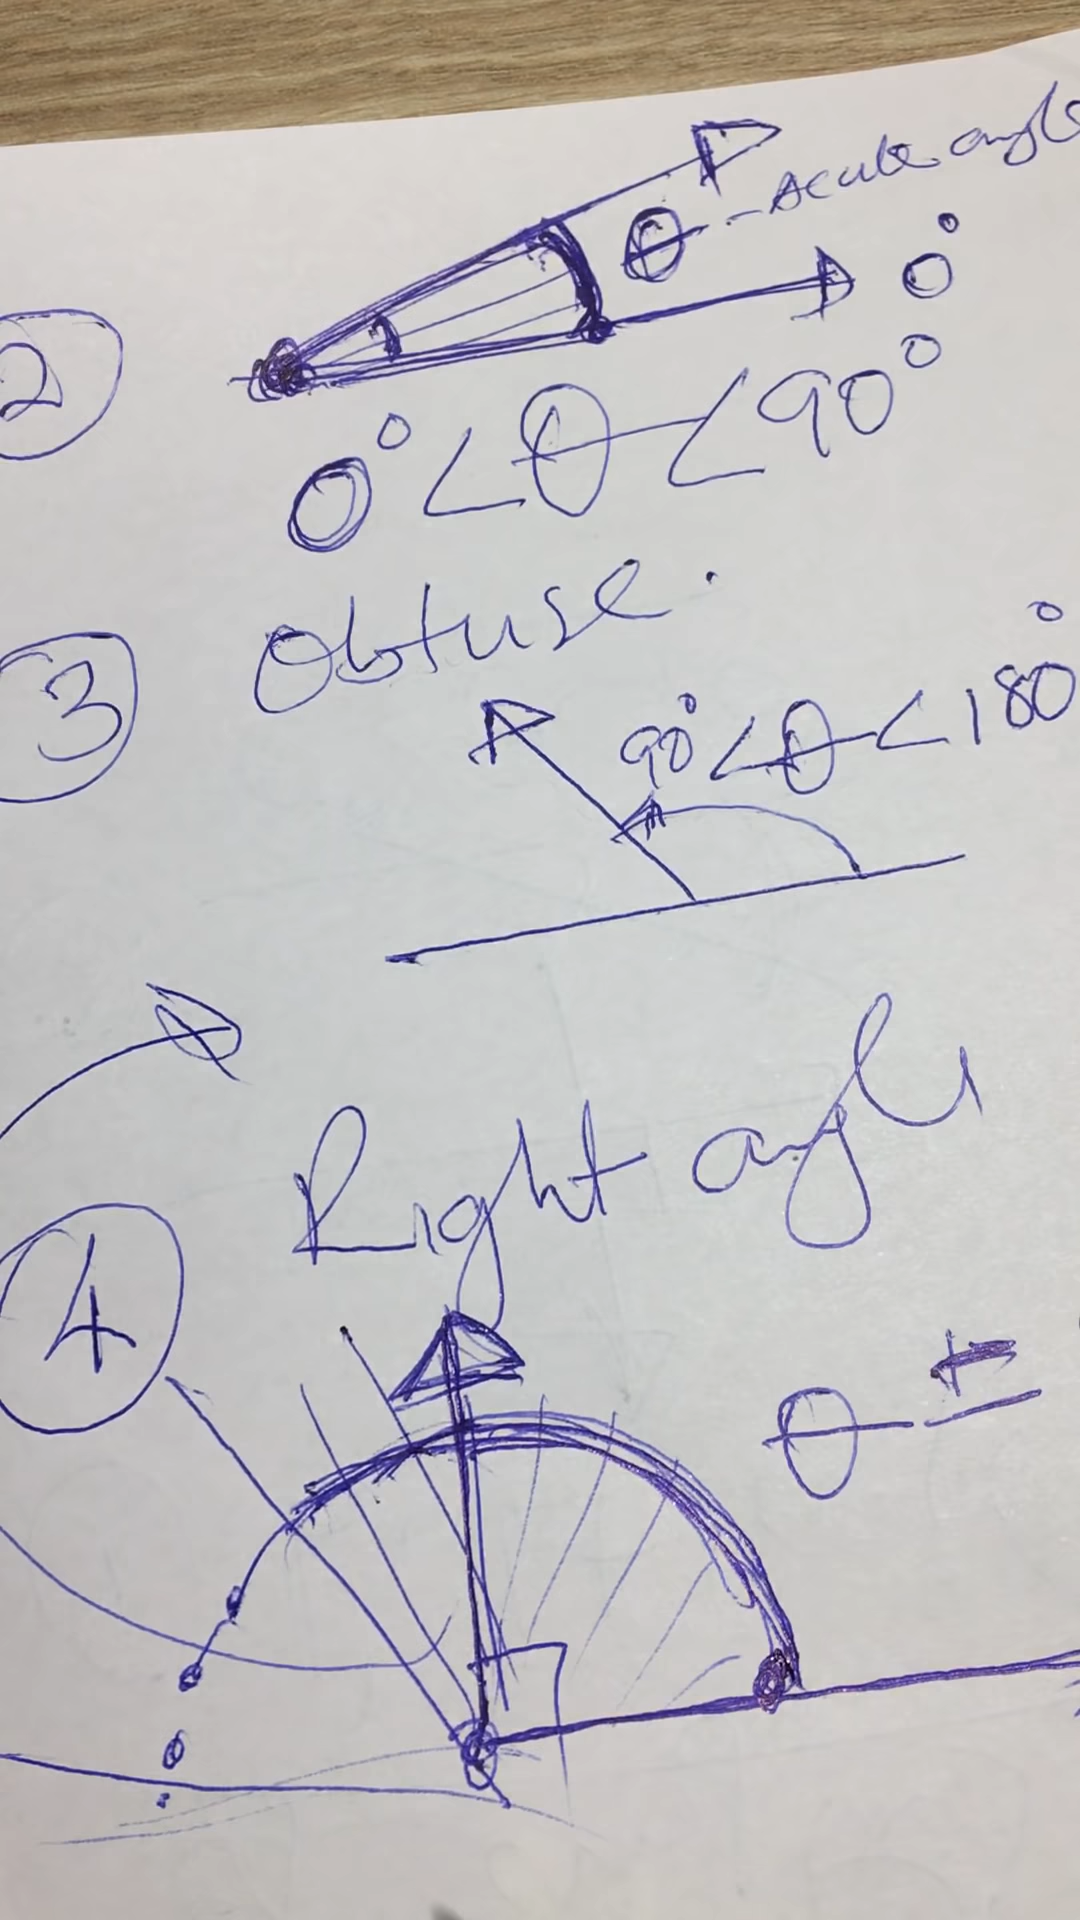 θ - Acute angle
0°
2
0° < θ < 90°
Obtuse.
3
90° < θ < 180°
Right angle
4
θ =